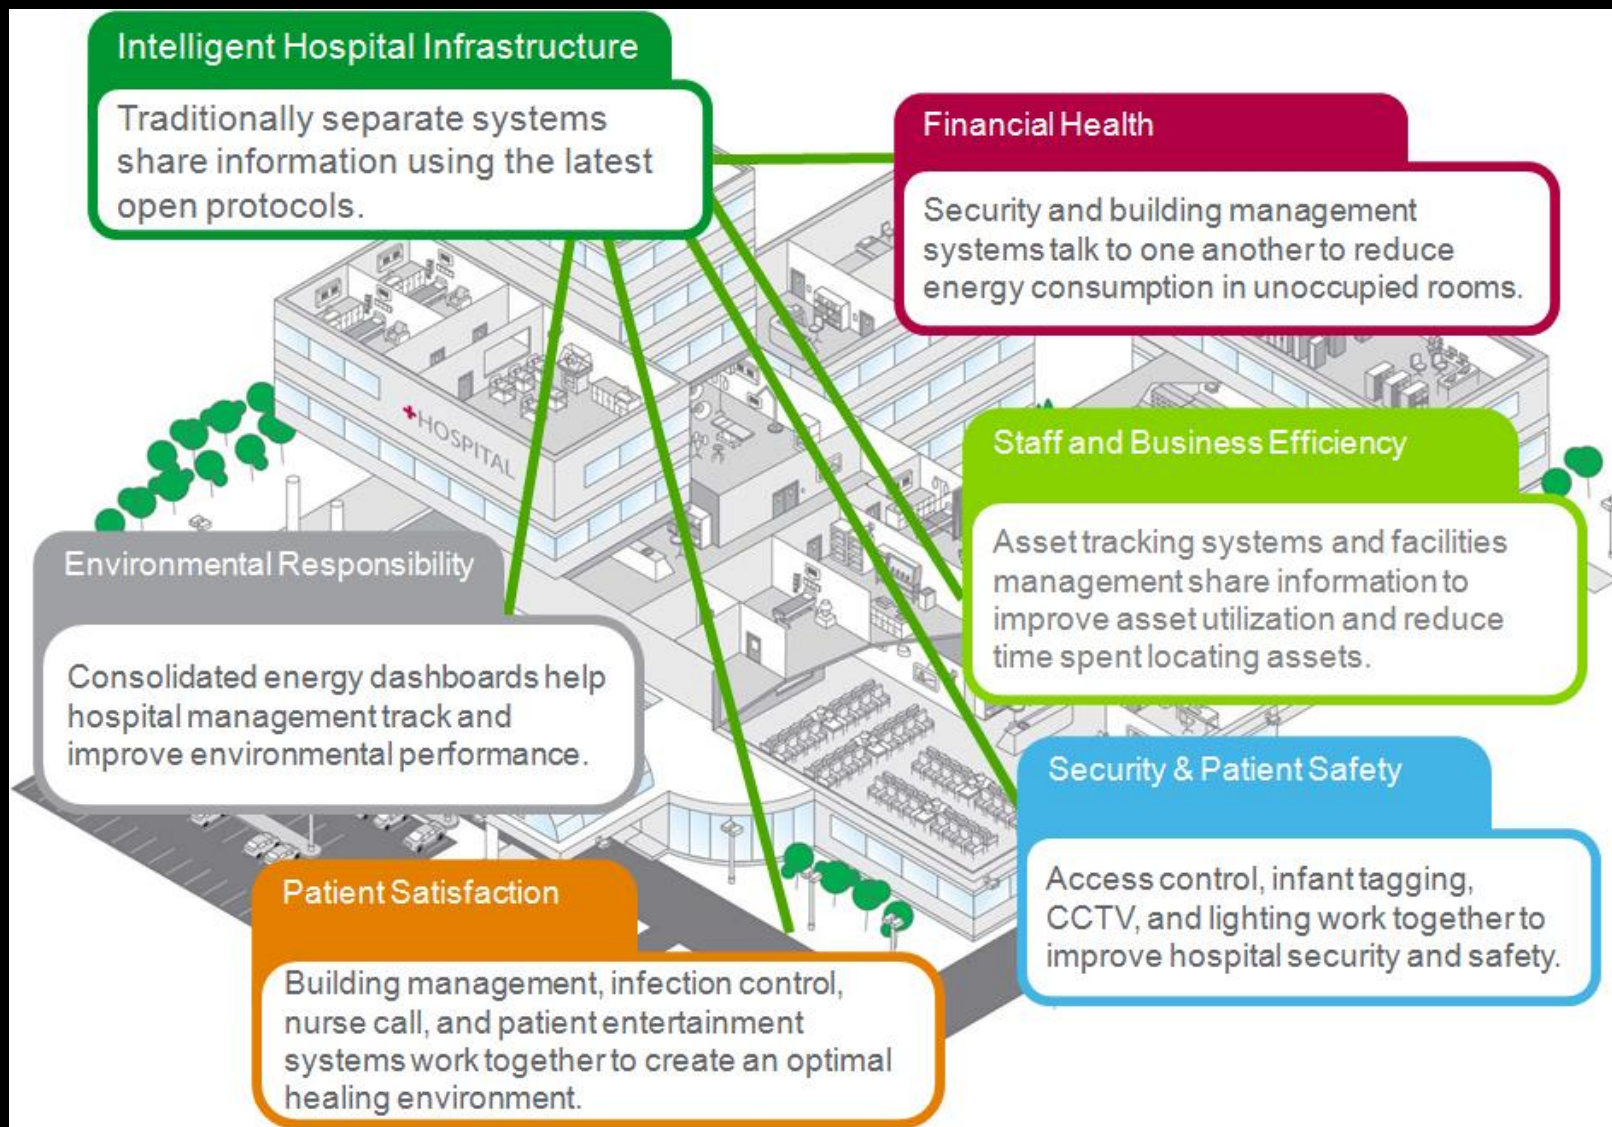 Intelligent Hospital Infrastructure
Traditionally separate systems
share information using the latest
open protocols.
Financial Health
Security and building management
systems talk to one another to reduce
energy consumption in unoccupied rooms.
HOSPITAL
Staff and Business Efficiency
Asset tracking systems and facilities
management share information to
improve asset utilization and reduce
time spent locating assets.
Environmental Responsibility
Consolidated energy dashboards help
hospital management track and
improve environmental performance.
Security & Patient Safety
Access control, infant tagging,
CCTV, and lighting work together to
improve hospital security and safety.
Patient Satisfaction
Building management, infection control,
nurse call, and patient entertainment
systems work together to create an optimal
healing environment.